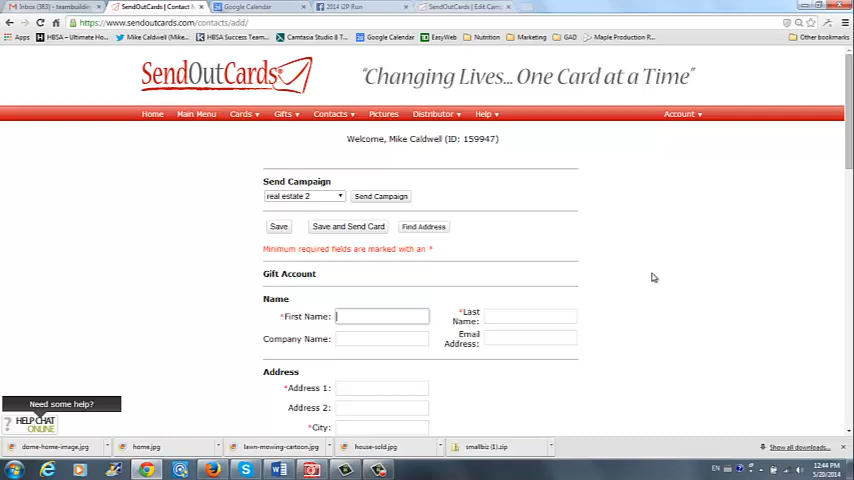 Inbox (383) - teambuilding
SendOutCards | Contact M
Google Calendar
2014 I2P Run
SendOutCards | Edit Cam
https://www.sendoutcards.com/contacts/add/
Apps
HBSA – Ultimate Ho...
Mike Caldwell (Mike...
HBSA Success Team...
Camtasia Studio 8 T...
Google Calendar
EasyWeb
Nutrition
Marketing
GAD
Maple Production R...
Other bookmarks
SendOutCards
"Changing Lives...One Card at a Time"
Home Main Menu Cards Gifts Contacts Pictures Distributor Help Account
Welcome, Mike Caldwell (ID: 159947)
Send Campaign
real estate 2 Send Campaign
Save Save and Send Card Find Address
Minimum required fields are marked with an *
Gift Account
Name
*First Name: *Last Name:
Company Name: Email Address:
Address
*Address 1:
Address 2:
*City:
Need some help?
? HELP CHAT ONLINE
dome-home-image.jpg home.jpg lawn-mowing-cartoon.jpg house-sold.jpg smallbiz (1).zip Show all downloads...
EN 12:44 PM
5/20/2014